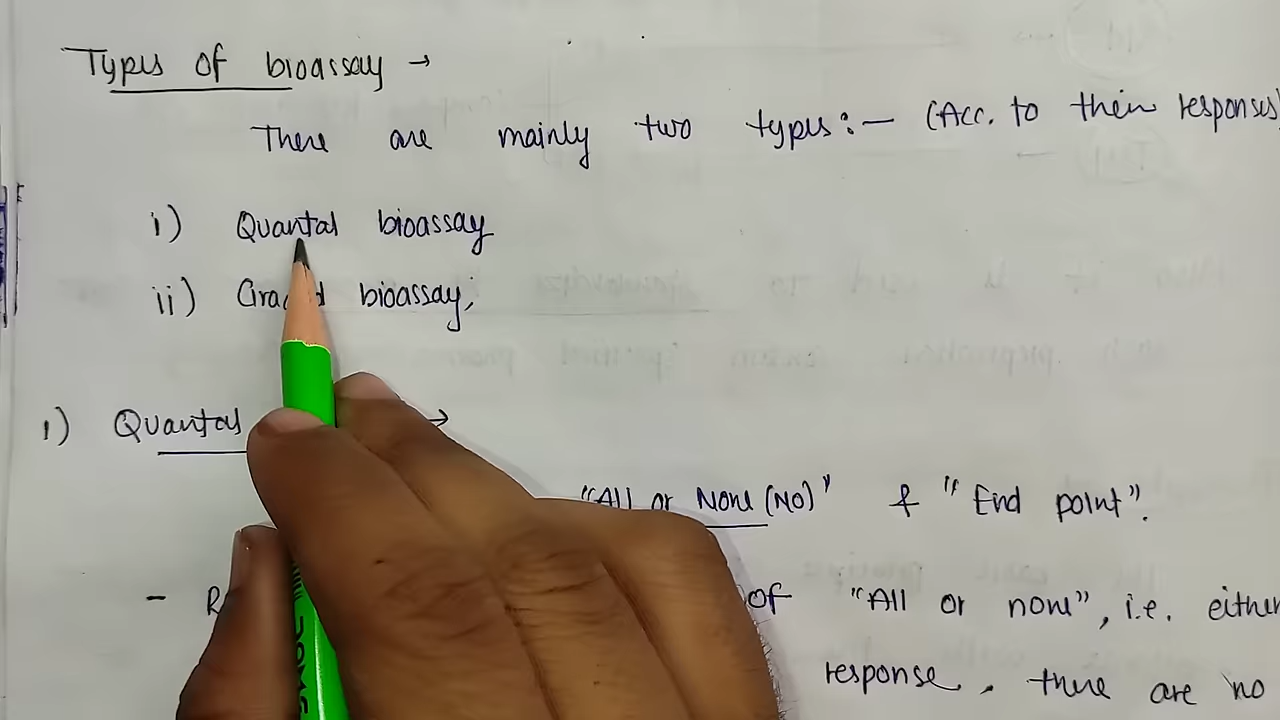 Types of bioassay →
There are mainly two types:— (Acc. to their responses)
i) Quantal bioassay
ii) bioassay;
1) Quantal →
"All or None (NO)" & "End point".
- of "All or none", i.e. either
response. there are no
DOMS